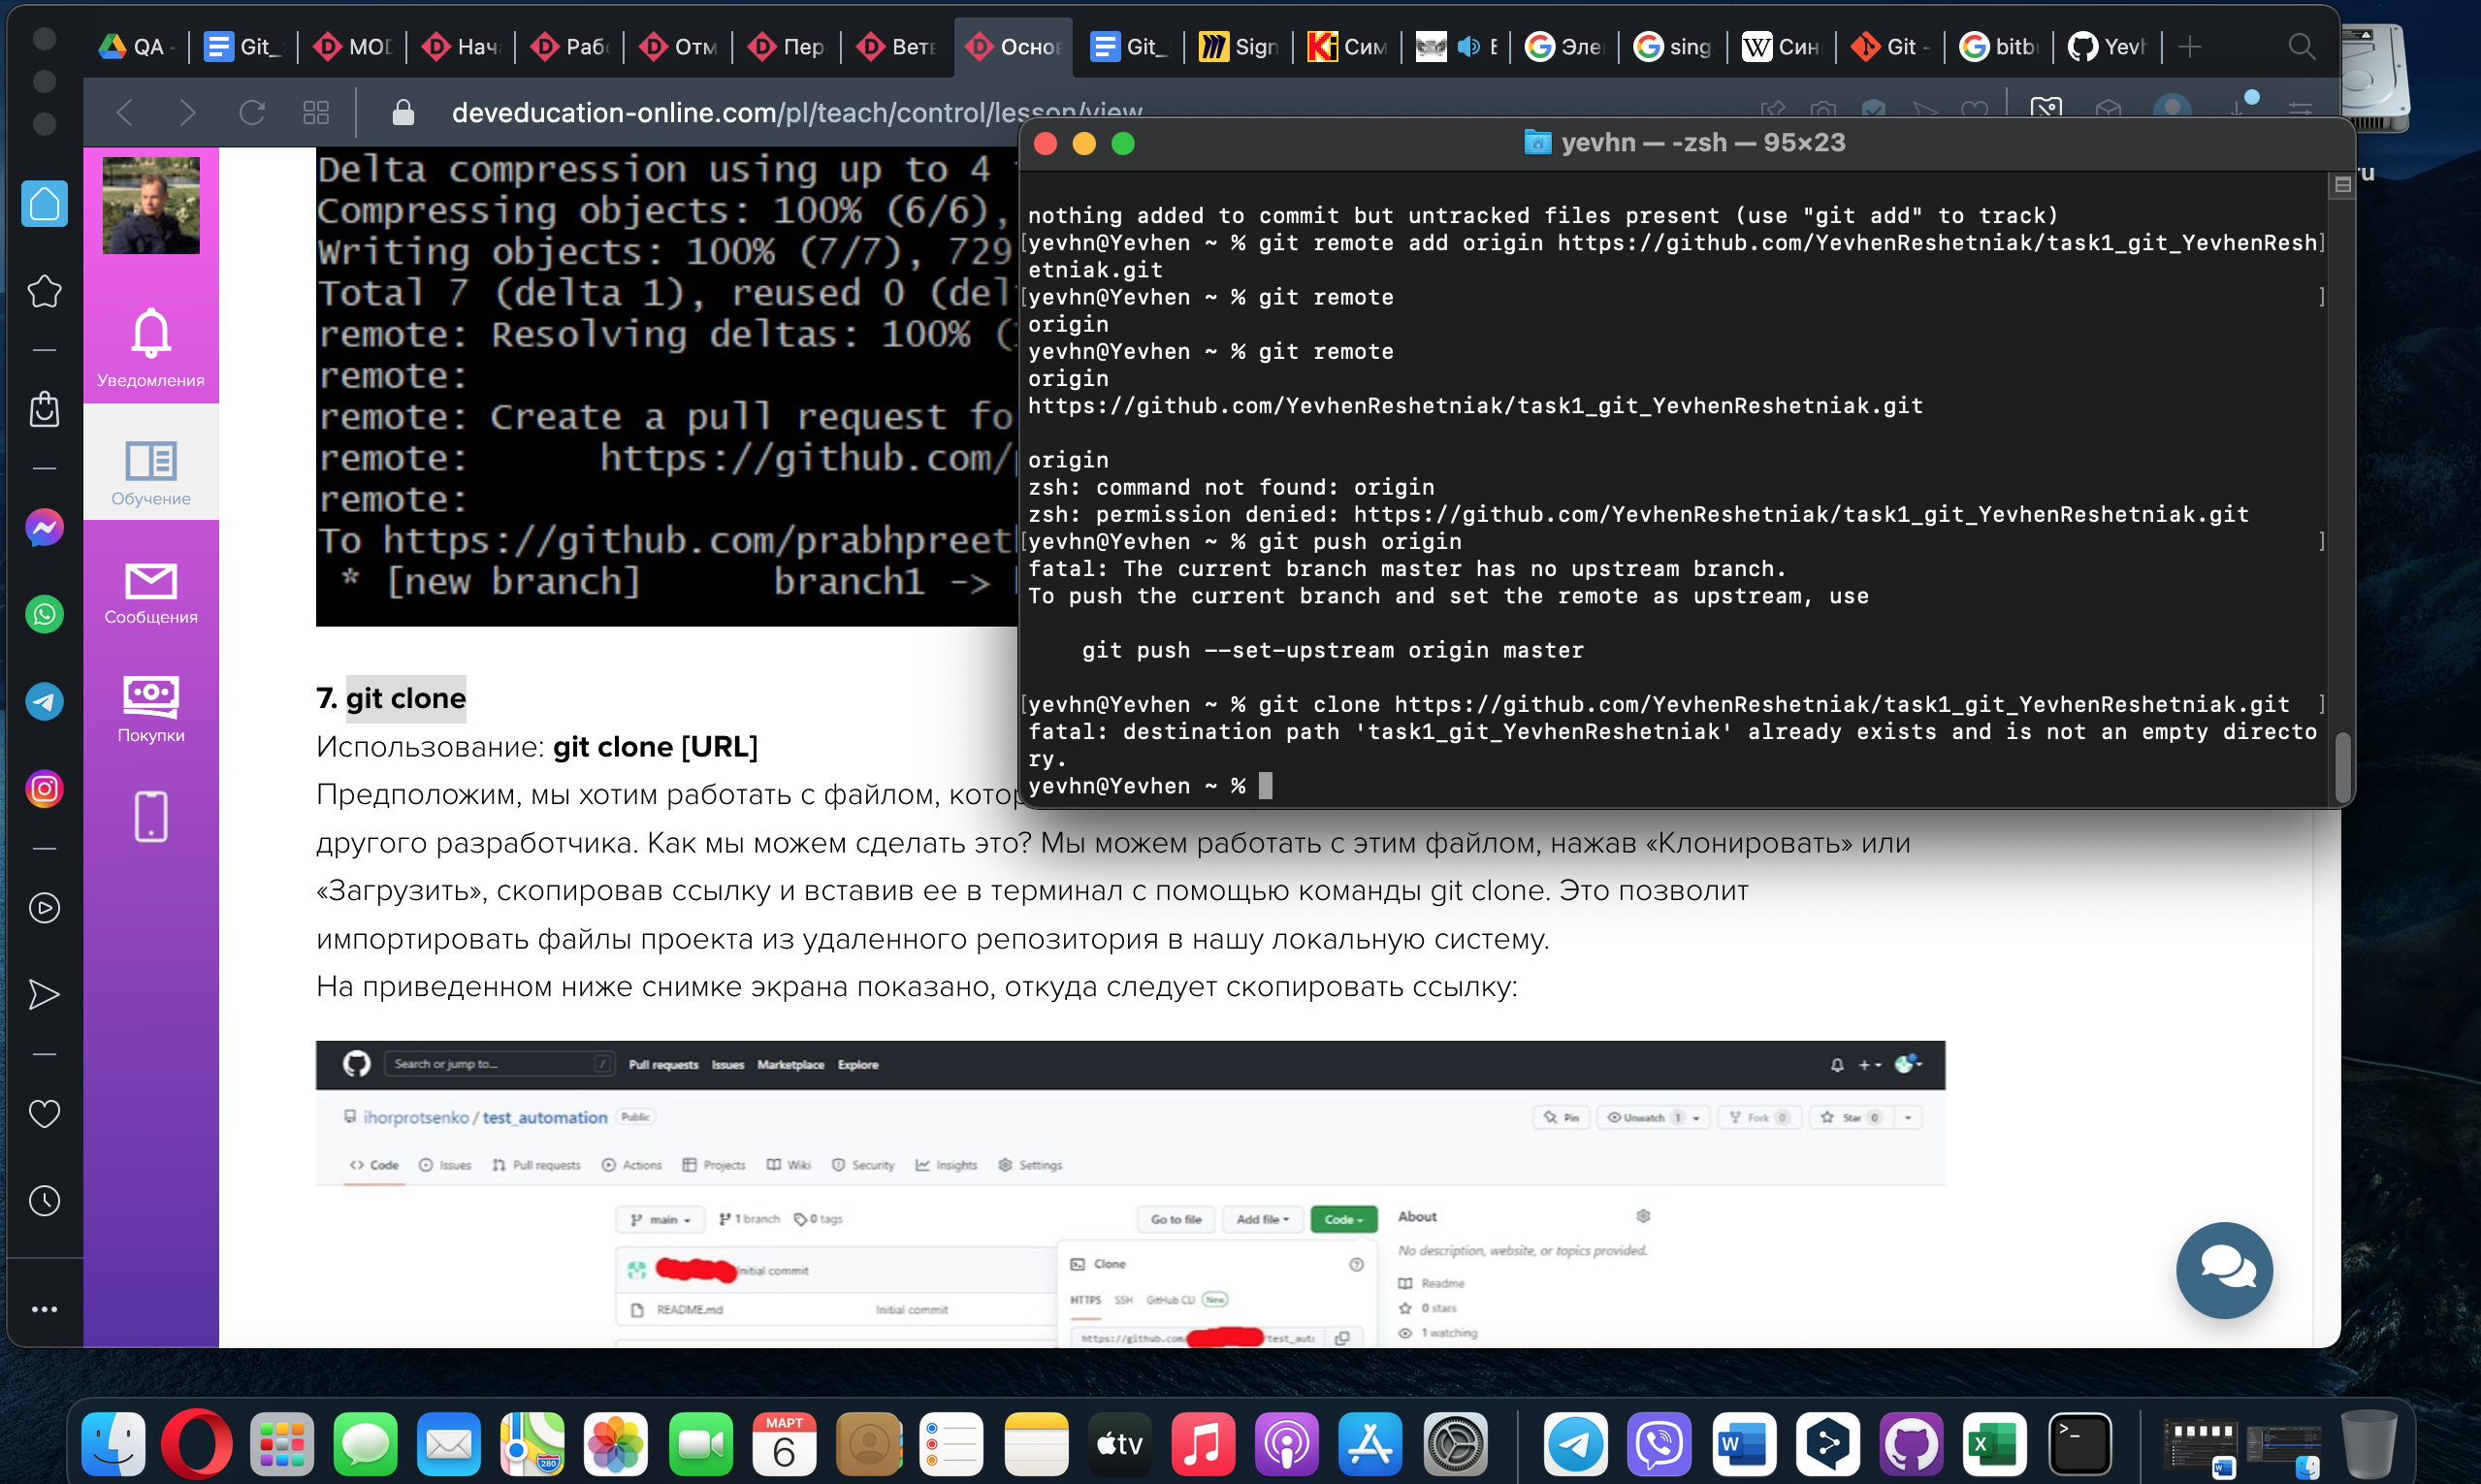 QA -
Git_
MOD
Нач
Раб
Отм
Пер
Ветв
Основ
Git_
Sign
Сим
Эле
sing
Син
Git -
bitbu
Yevh
deveducation-online.com/pl/teach/control/lesson/view
Уведомления
Обучение
Сообщения
Покупки
Delta compression using up to 4
Compressing objects: 100% (6/6),
Writing objects: 100% (7/7), 729
Total 7 (delta 1), reused 0 (del
remote: Resolving deltas: 100% (
remote:
remote: Create a pull request fo
remote:      https://github.com/
remote:
To https://github.com/prabhpreet
* [new branch]      branch1 ->
yevhn — -zsh — 95×23
nothing added to commit but untracked files present (use "git add" to track)
[yevhn@Yevhen ~ % git remote add origin https://github.com/YevhenReshetniak/task1_git_YevhenResh]
etniak.git
[yevhn@Yevhen ~ % git remote ]
origin
yevhn@Yevhen ~ % git remote
origin
https://github.com/YevhenReshetniak/task1_git_YevhenReshetniak.git
origin
zsh: command not found: origin
zsh: permission denied: https://github.com/YevhenReshetniak/task1_git_YevhenReshetniak.git
[yevhn@Yevhen ~ % git push origin ]
fatal: The current branch master has no upstream branch.
To push the current branch and set the remote as upstream, use
git push --set-upstream origin master
[yevhn@Yevhen ~ % git clone https://github.com/YevhenReshetniak/task1_git_YevhenReshetniak.git ]
fatal: destination path 'task1_git_YevhenReshetniak' already exists and is not an empty directo
ry.
yevhn@Yevhen ~ %
ru
7. git clone
Использование: git clone [URL]
Предположим, мы хотим работать с файлом, котор
другого разработчика. Как мы можем сделать это? Мы можем работать с этим файлом, нажав «Клонировать» или
«Загрузить», скопировав ссылку и вставив ее в терминал с помощью команды git clone. Это позволит
импортировать файлы проекта из удаленного репозитория в нашу локальную систему.
На приведенном ниже снимке экрана показано, откуда следует скопировать ссылку:
Search or jump to... / Pull requests Issues Marketplace Explore
ihorprotsenko / test_automation Public
Pin Unwatch 1 Fork 0 Star 0
Code Issues Pull requests Actions Projects Wiki Security Insights Settings
main 1 branch 0 tags Go to file Add file Code About
No description, website, or topics provided.
Initial commit
Clone
README.md Initial commit
HTTPS SSH GitHub CLI New
Readme
0 stars
1 watching
https://github.com/ /test_aut
МАРТ
6
tv
280